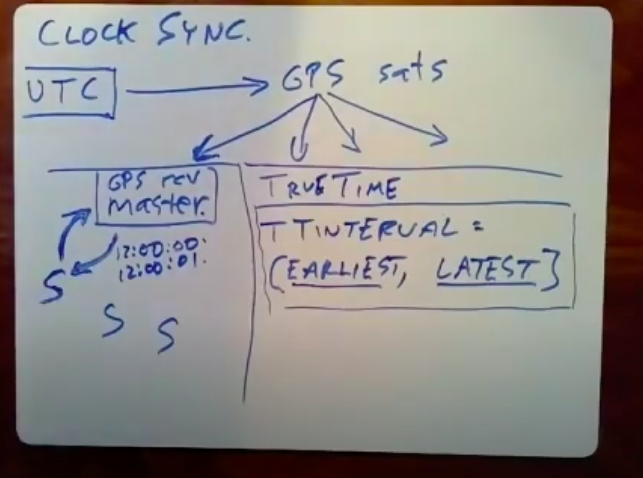 CLOCK SYNC.
UTC
GPS sats
GPS rcv
master.
12:00:00.
12:00:01.
S
S
S
TRUETIME
TTINTERVAL =
[EARLIEST, LATEST]